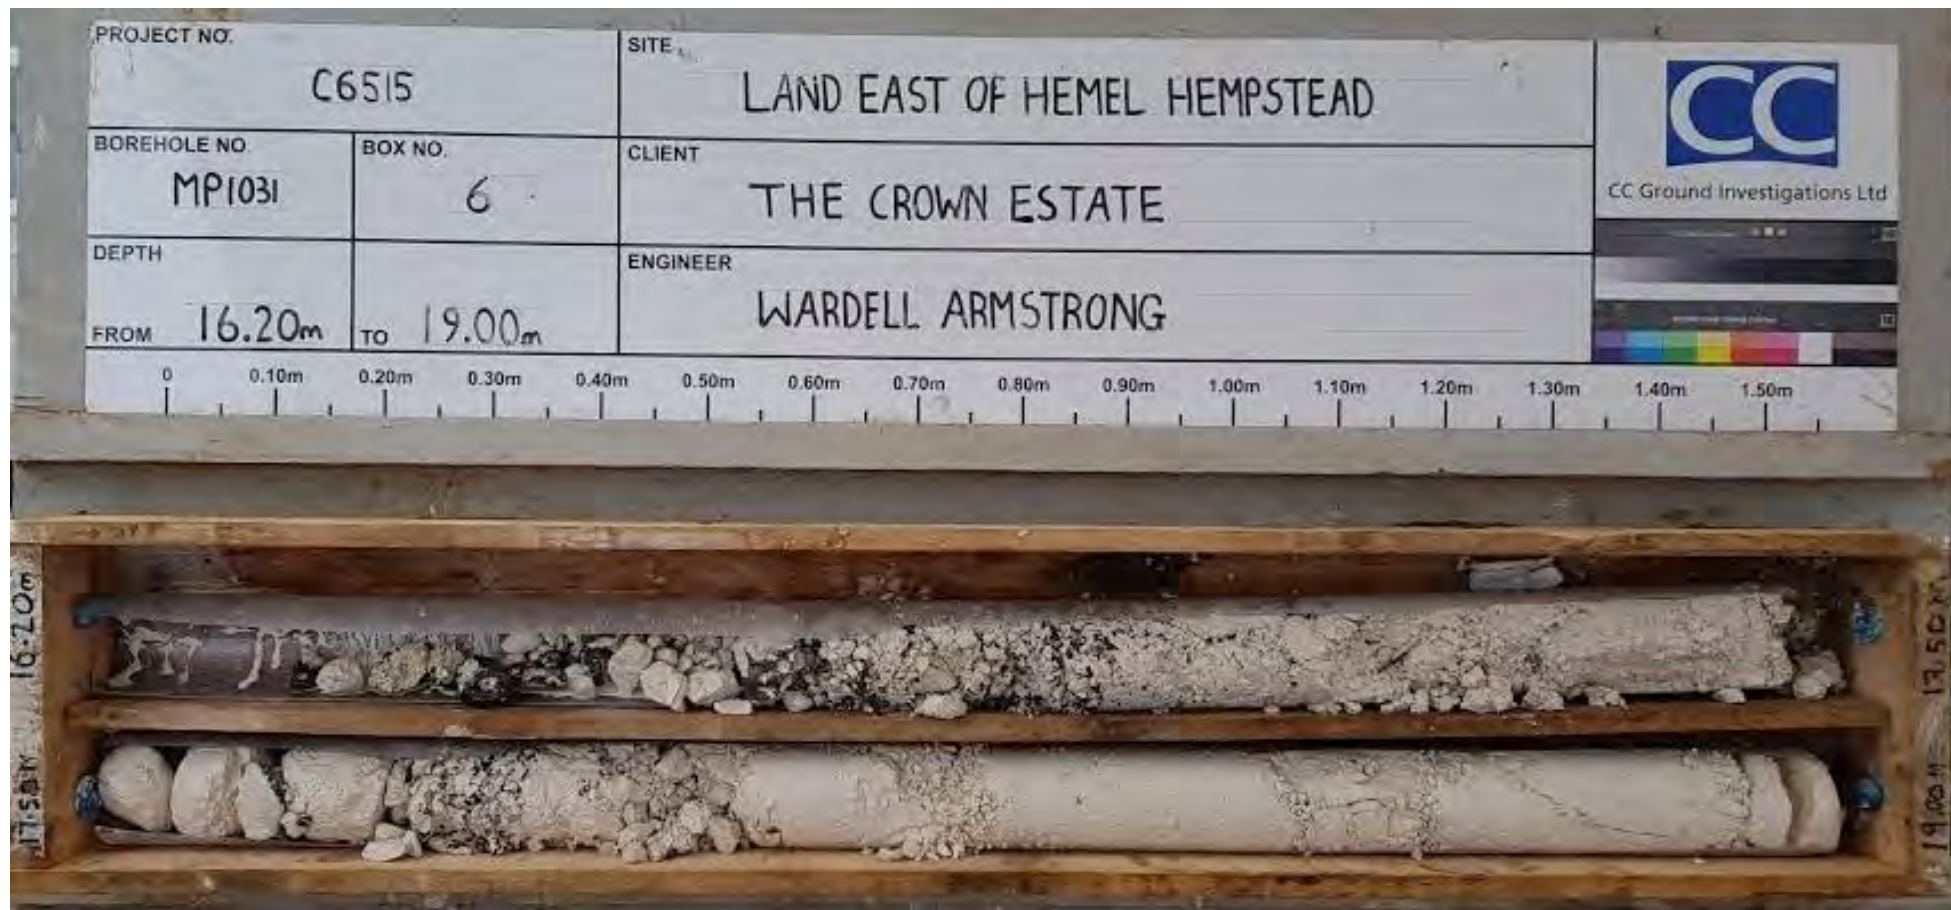 PROJECT NO.
C6515
SITE
LAND EAST OF HEMEL HEMPSTEAD
BOREHOLE NO.
MP1031
BOX NO.
6
CLIENT
THE CROWN ESTATE
DEPTH
FROM 16.20m TO 19.00m
ENGINEER
WARDELL ARMSTRONG
CC
CC Ground Investigations Ltd
0 0.10m 0.20m 0.30m 0.40m 0.50m 0.60m 0.70m 0.80m 0.90m 1.00m 1.10m 1.20m 1.30m 1.40m 1.50m
16.20m
17.50m
17.50m
19.00m